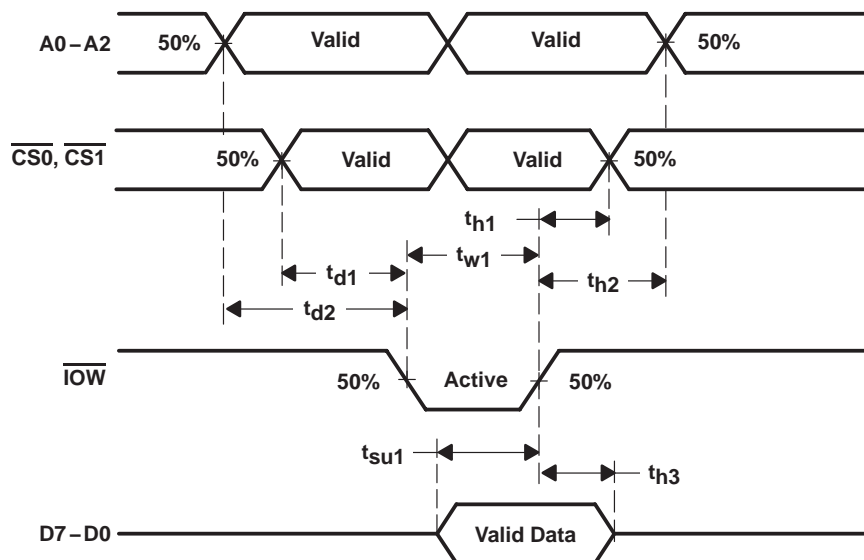 A0–A2 50% Valid Valid 50%
CS0, CS1 50% Valid Valid 50%
th1
tw1
td1
th2
td2
IOW 50% Active 50%
tsu1
th3
D7–D0 Valid Data